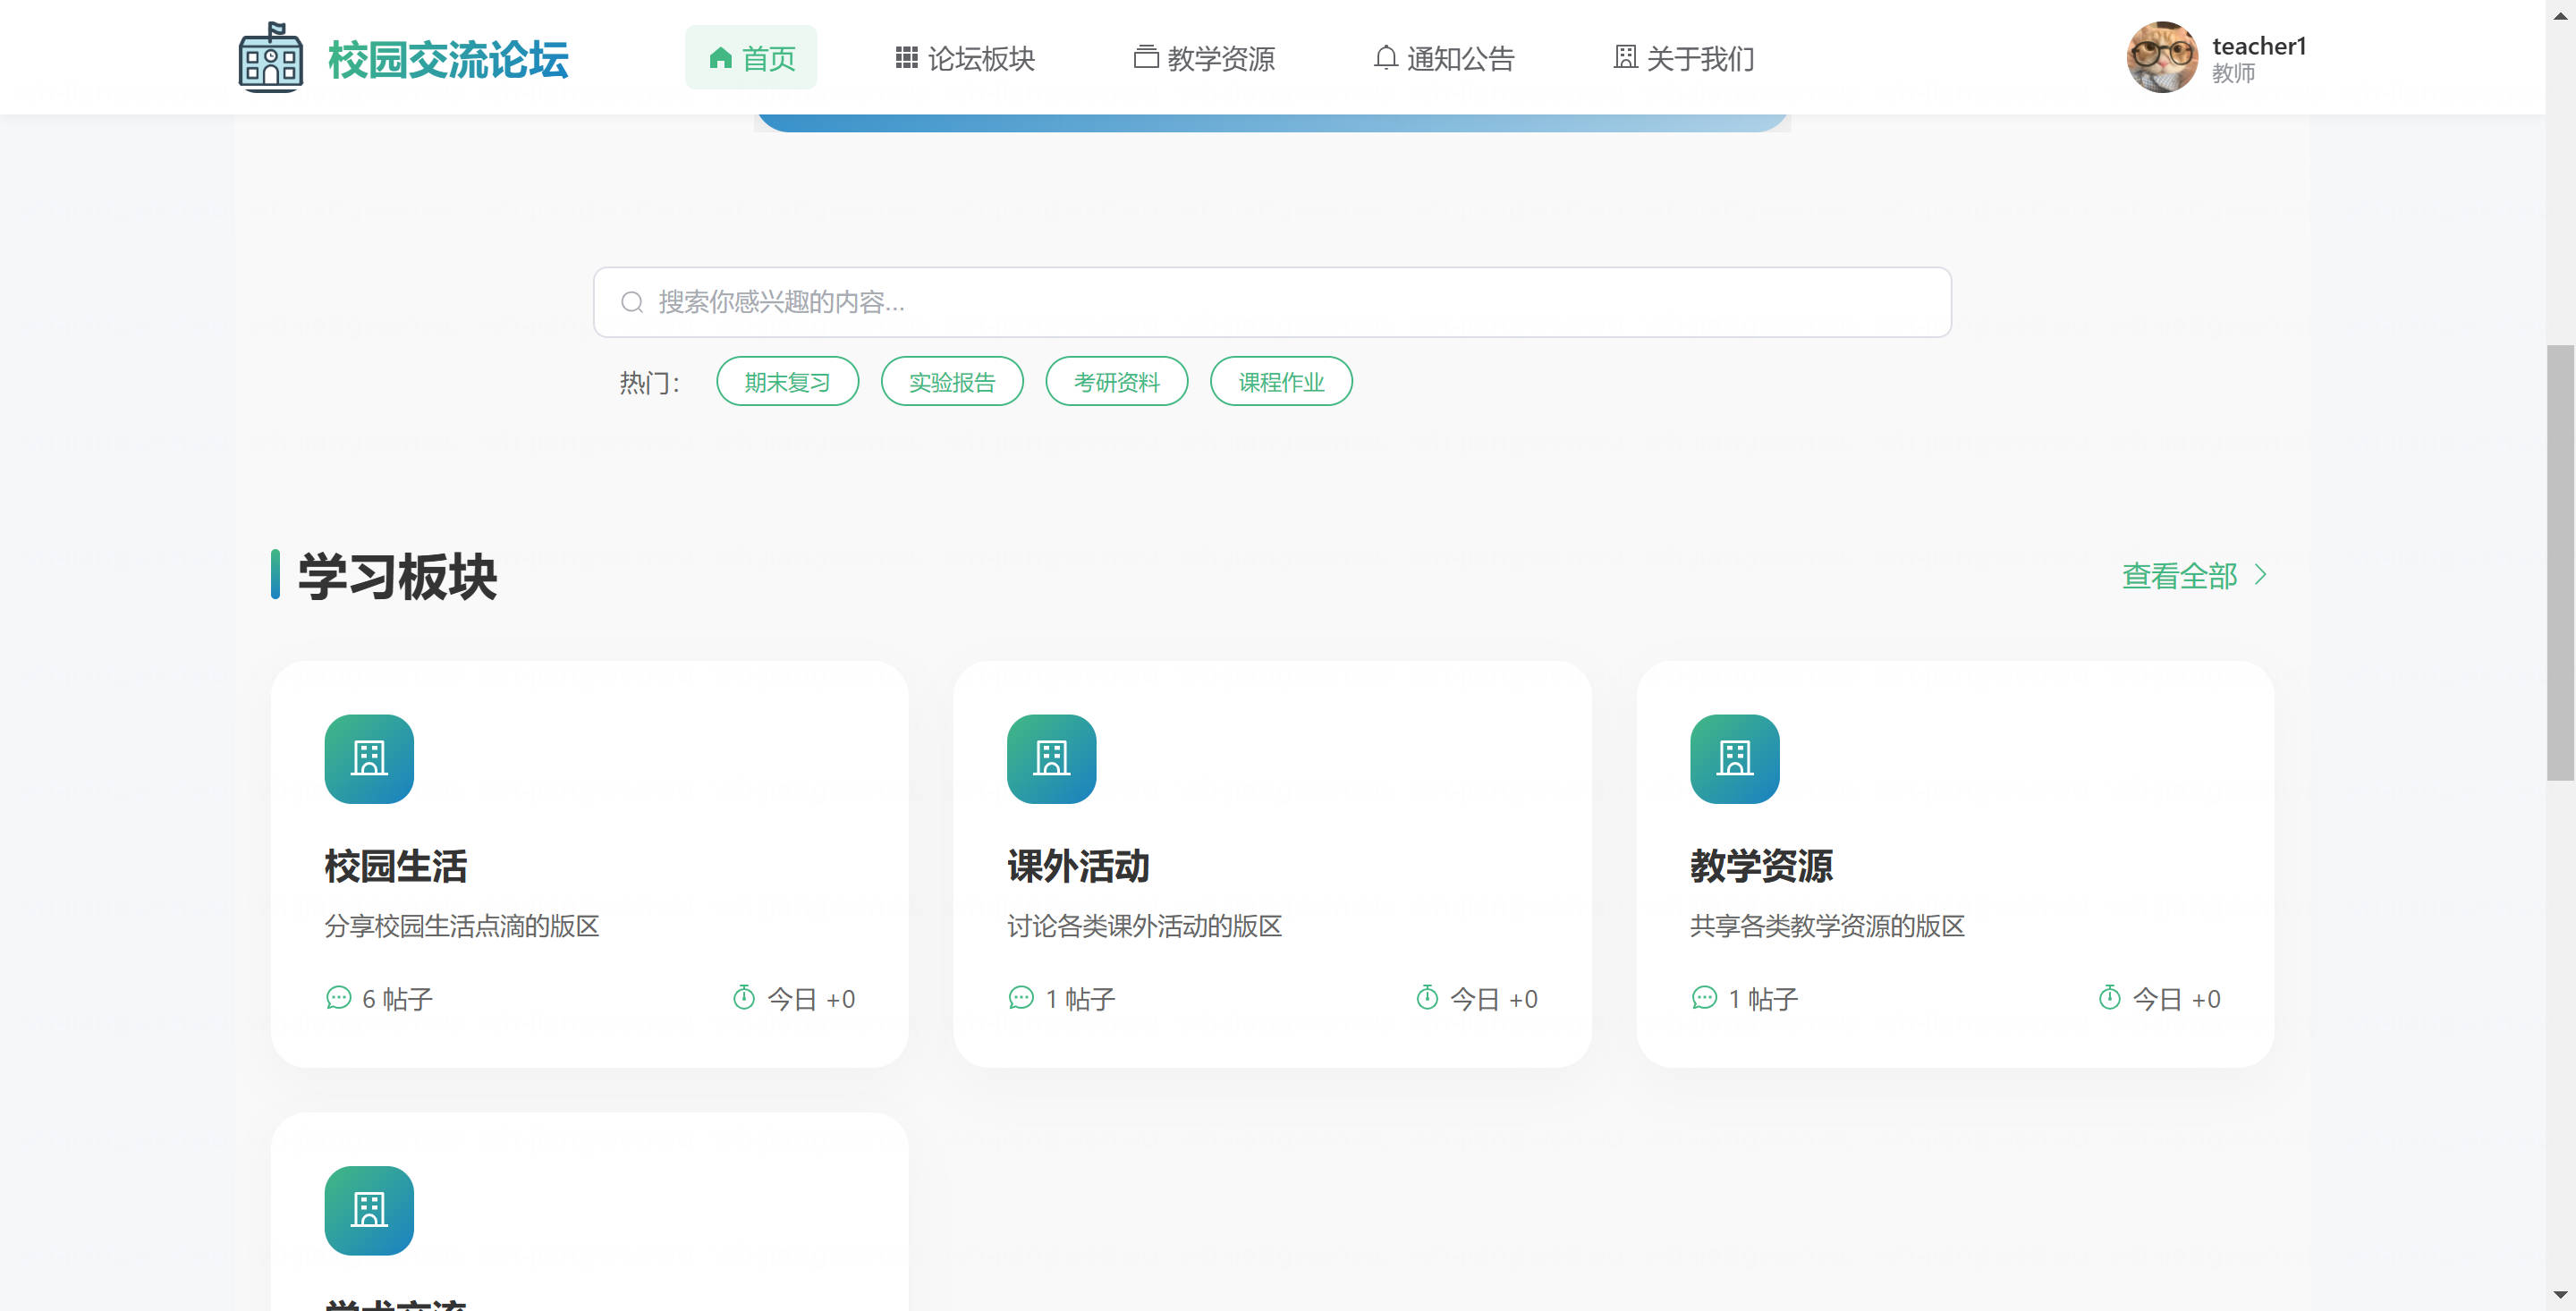 校园交流论坛
首页
论坛板块
教学资源
通知公告
关于我们
teacher1
教师
搜索你感兴趣的内容...
热门：
期末复习
实验报告
考研资料
课程作业
学习板块
查看全部
校园生活
分享校园生活点滴的版区
6 帖子
今日 +0
课外活动
讨论各类课外活动的版区
1 帖子
今日 +0
教学资源
共享各类教学资源的版区
1 帖子
今日 +0
学术交流